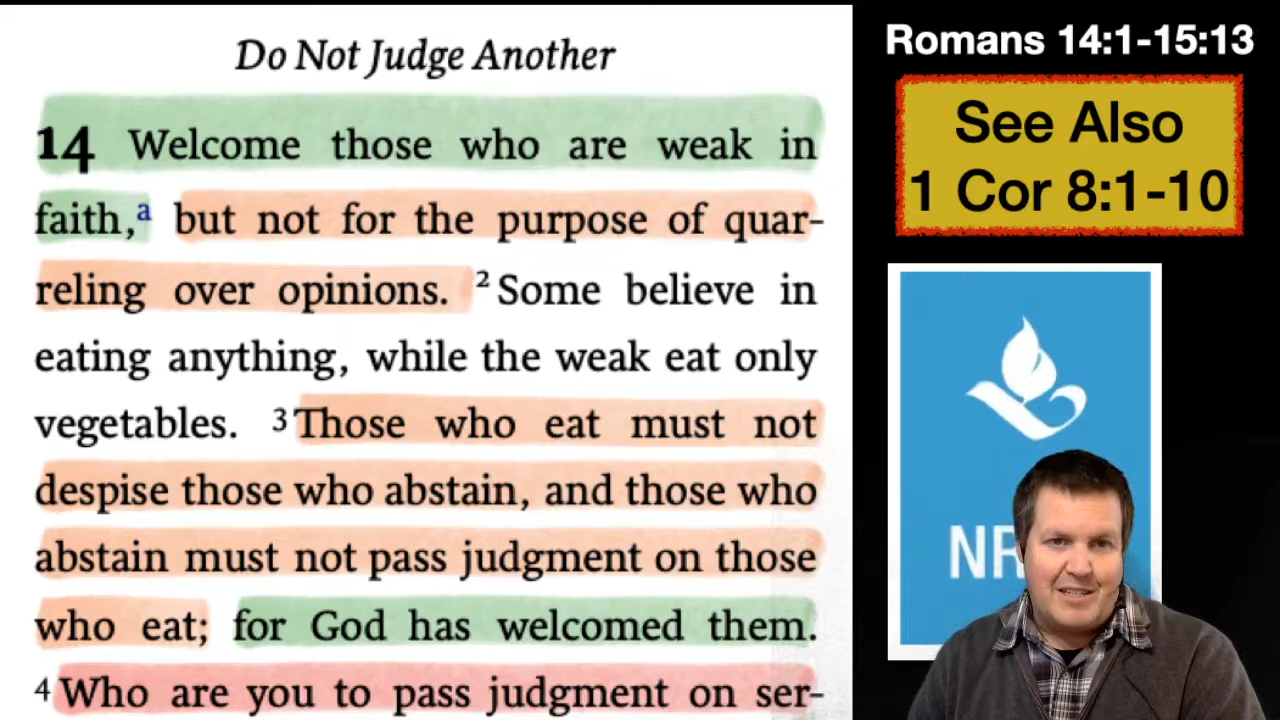 Do Not Judge Another
14 Welcome those who are weak in
faith,a but not for the purpose of quar-
reling over opinions. 2 Some believe in
eating anything, while the weak eat only
vegetables. 3 Those who eat must not
despise those who abstain, and those who
abstain must not pass judgment on those
who eat; for God has welcomed them.
4 Who are you to pass judgment on ser-
Romans 14:1-15:13
See Also
1 Cor 8:1-10